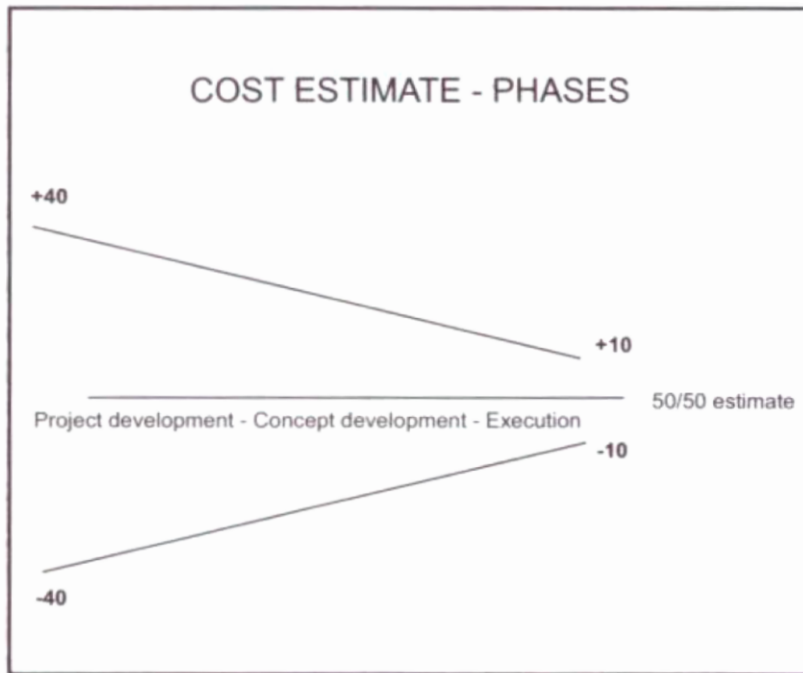 COST ESTIMATE - PHASES
+40
+10
50/50 estimate
Project development - Concept development - Execution
-10
-40